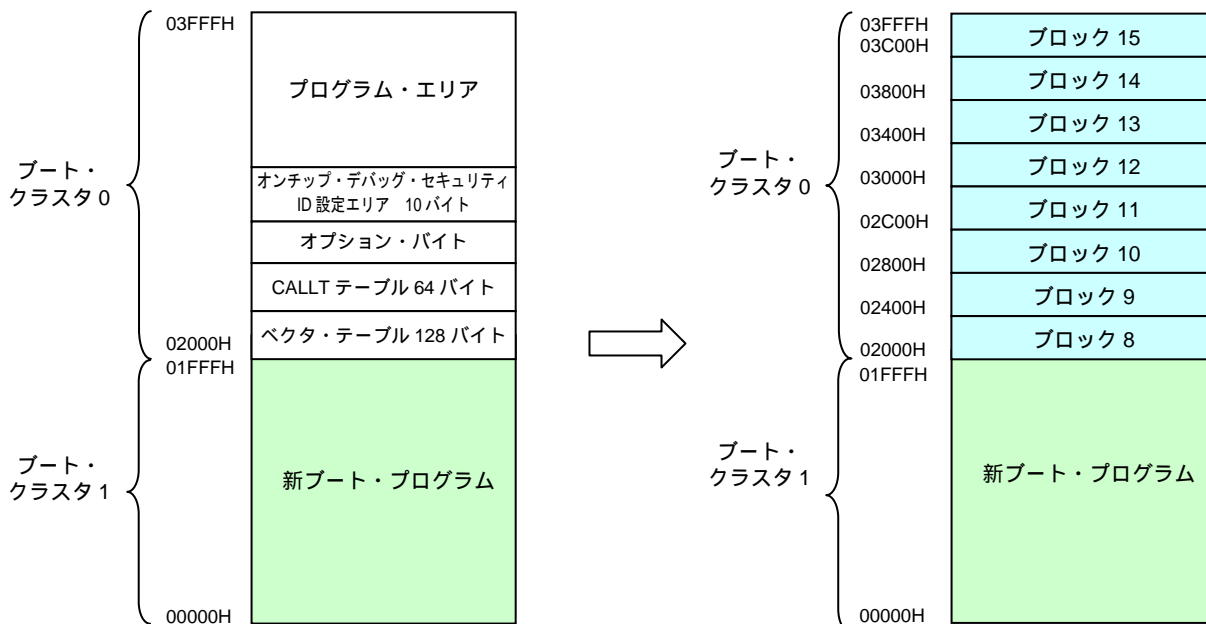 03FFFH
プログラム・エリア
ブート・
クラスタ 0
オンチップ・デバッグ・セキュリティ
ID 設定エリア 10 バイト
オプション・バイト
CALLT テーブル 64 バイト
ベクタ・テーブル 128 バイト
02000H
01FFFH
ブート・
クラスタ 1
新ブート・プログラム
00000H
03FFFH
03C00H
ブロック 15
03800H
ブロック 14
03400H
ブロック 13
ブート・
クラスタ 0
03000H
ブロック 12
02C00H
ブロック 11
02800H
ブロック 10
02400H
ブロック 9
02000H
ブロック 8
01FFFH
ブート・
クラスタ 1
新ブート・プログラム
00000H